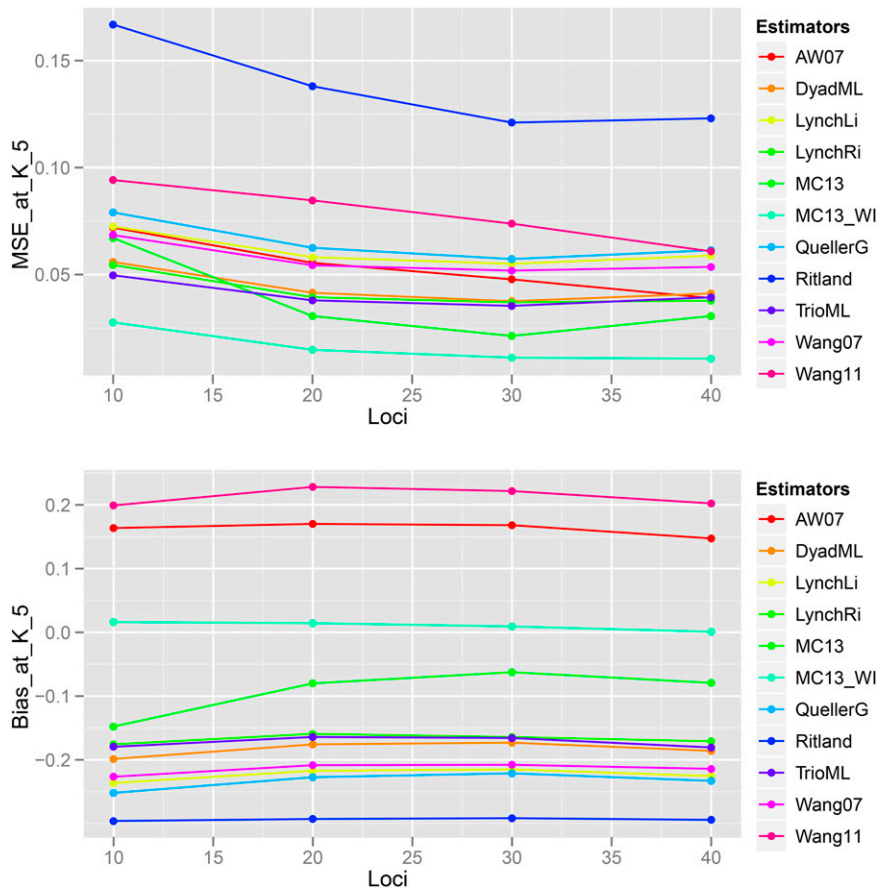 MSE_at_K_5
0.15
0.10
0.05
10
15
20
25
30
35
40
Loci
Estimators
AW07
DyadML
LynchLi
LynchRi
MC13
MC13_WI
QuellerG
Ritland
TrioML
Wang07
Wang11
Bias_at_K_5
0.2
0.1
0.0
−0.1
−0.2
10
15
20
25
30
35
40
Loci
Estimators
AW07
DyadML
LynchLi
LynchRi
MC13
MC13_WI
QuellerG
Ritland
TrioML
Wang07
Wang11